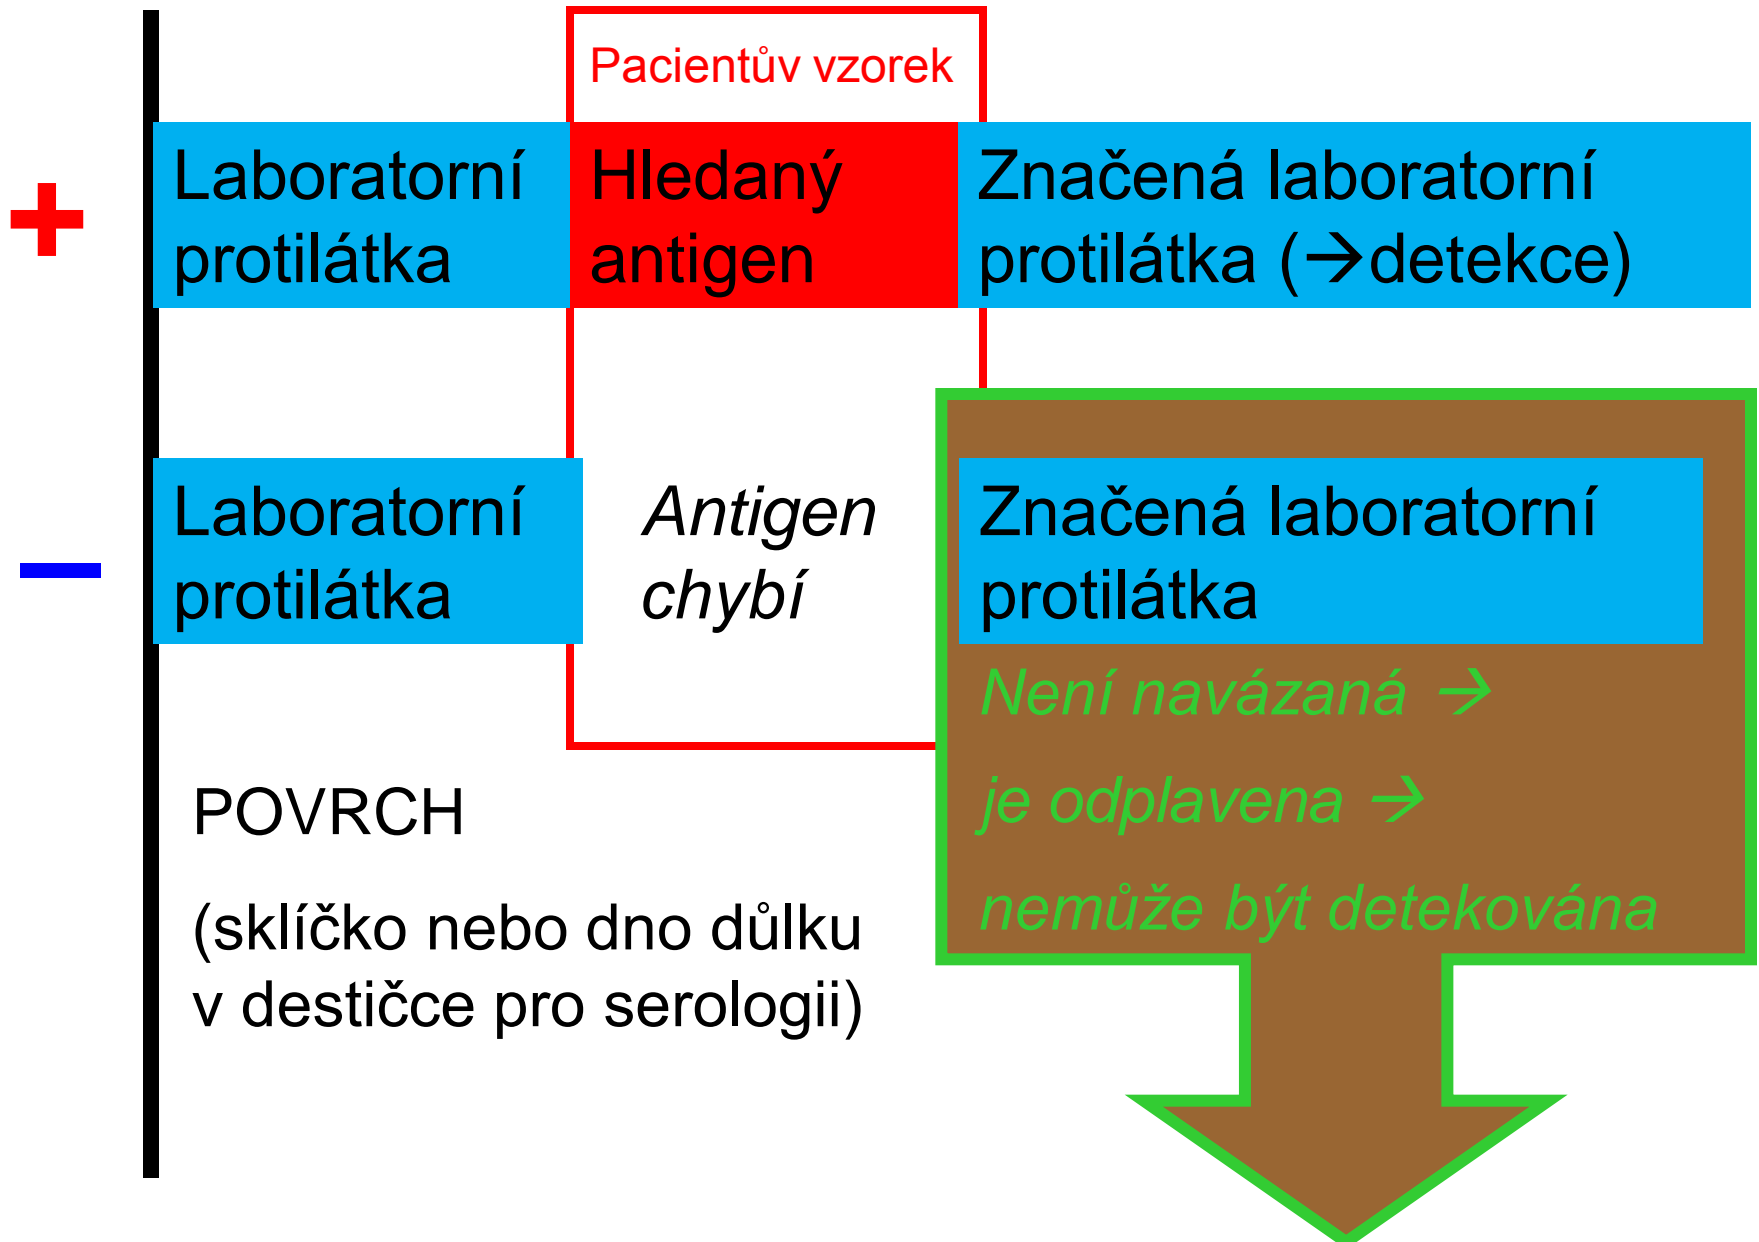 Pacientův vzorek
+
Laboratorní
protilátka
Hledaný
antigen
Značená laboratorní
protilátka (→detekce)
–
Laboratorní
protilátka
Antigen
chybí
Značená laboratorní
protilátka
Není navázaná →
je odplavena →
nemůže být detekována
POVRCH
(sklíčko nebo dno důlku
v destičce pro serologii)